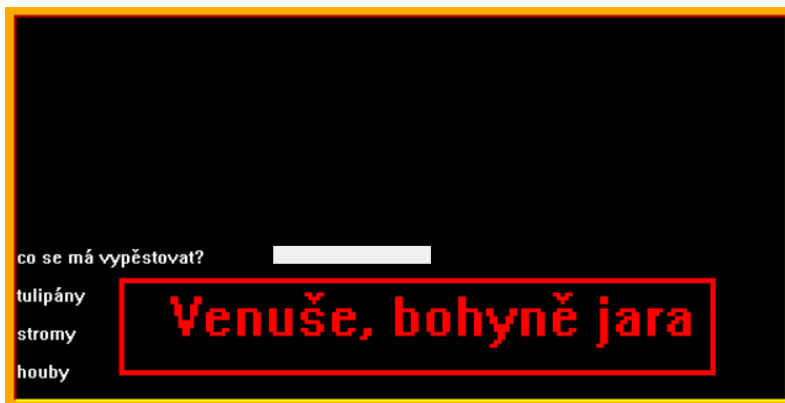 co se má vypěstovat?
tulipány
Venuše, bohyně jara
stromy
houby